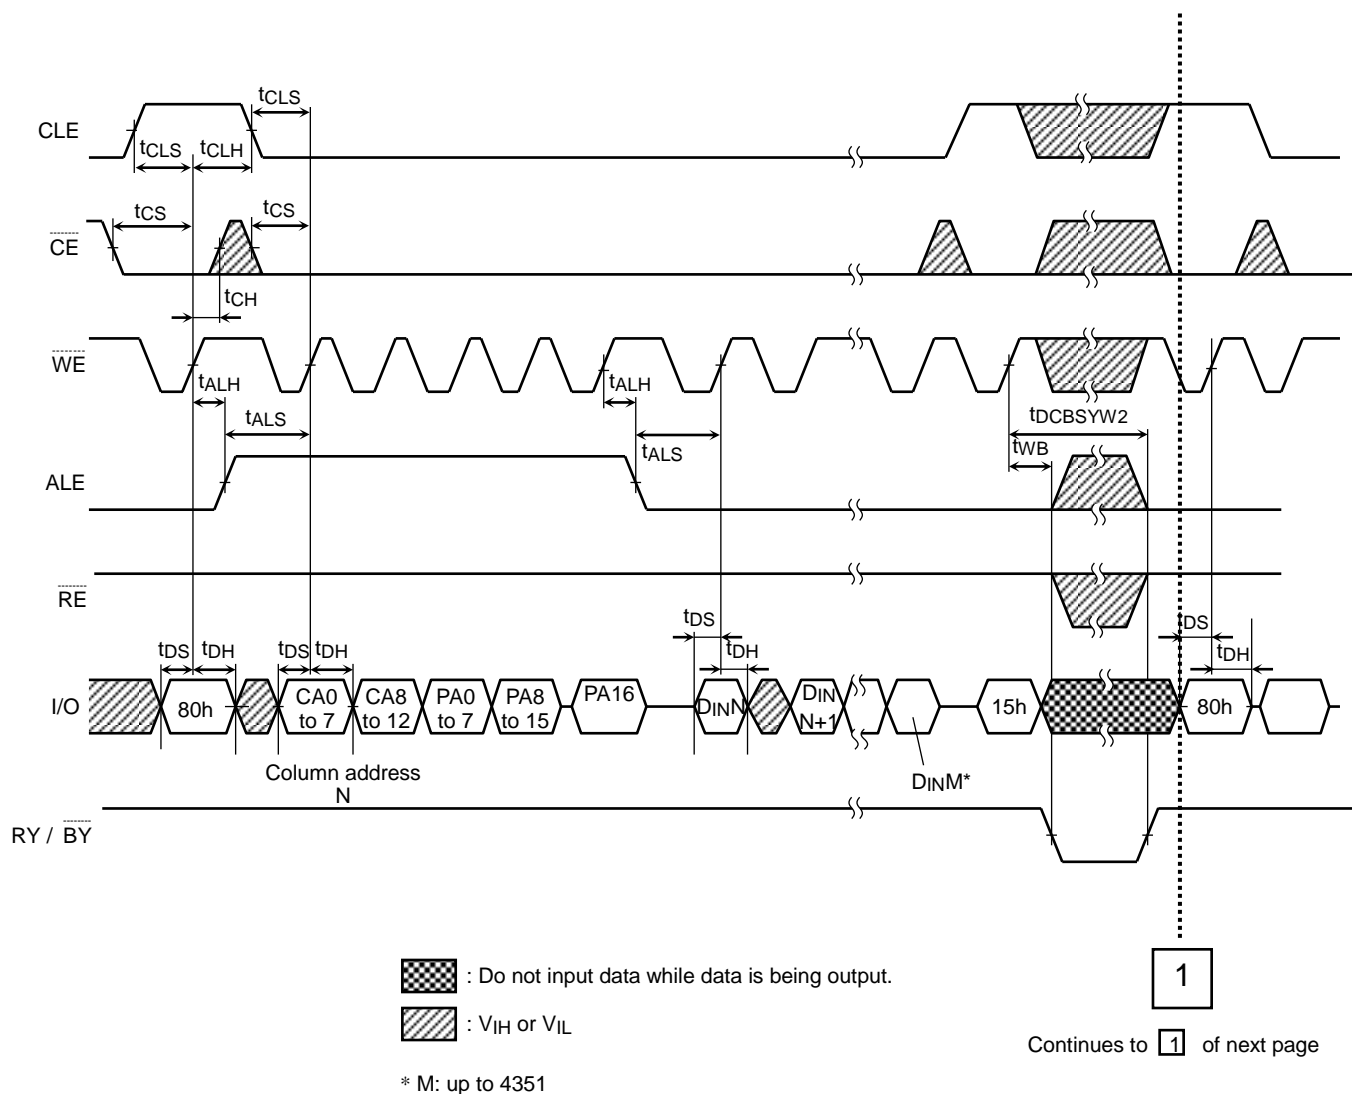 tCLS
CLE
tCLS tCLH
tCS tCS
CE
tCH
WE
tALH tALH
tALS tALS tDCBSYW2
tWB
ALE
RE
tDS tDH tDS tDH tDS tDH tDS tDH
I/O
80h
CA0 to 7
CA8 to 12
PA0 to 7
PA8 to 15
PA16
DINN
DIN N+1
15h
80h
Column address
N
DINM*
RY / BY
: Do not input data while data is being output.
: VIH or VIL
* M: up to 4351
1
Continues to 1 of next page